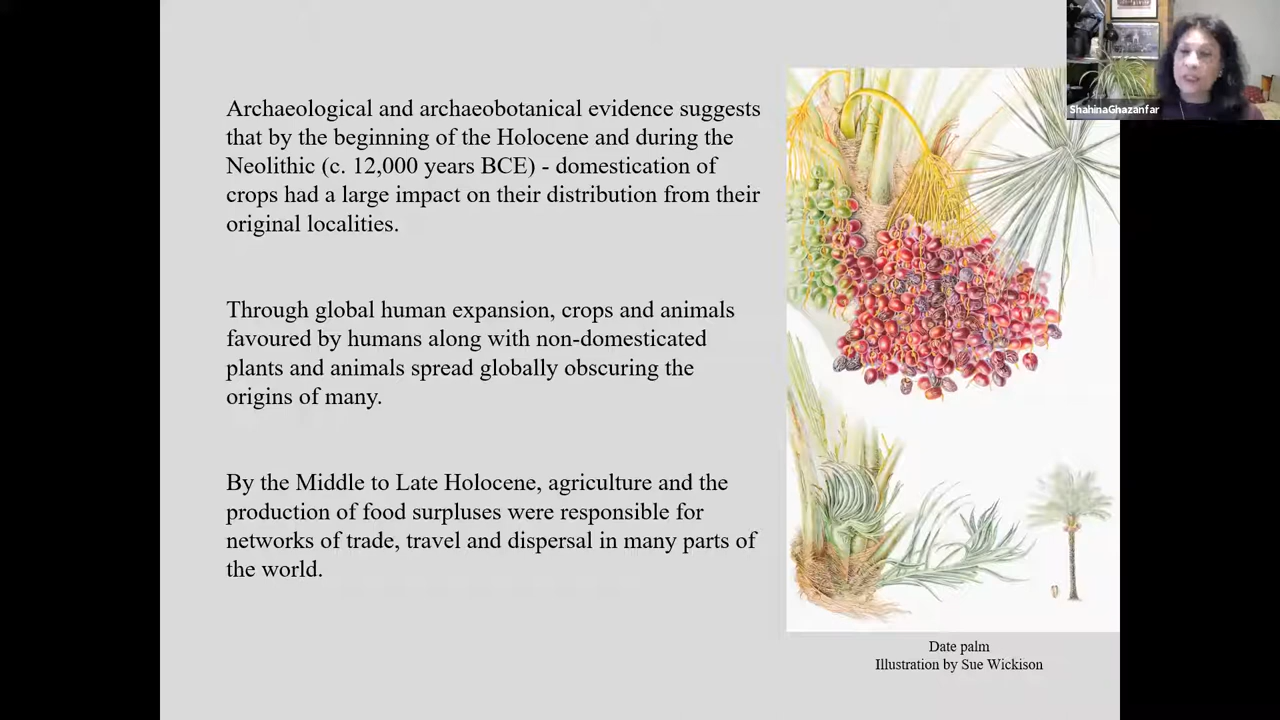 ShahinaGhazanfar
Archaeological and archaeobotanical evidence suggests
that by the beginning of the Holocene and during the
Neolithic (c. 12,000 years BCE) - domestication of
crops had a large impact on their distribution from their
original localities.
Through global human expansion, crops and animals
favoured by humans along with non-domesticated
plants and animals spread globally obscuring the
origins of many.
By the Middle to Late Holocene, agriculture and the
production of food surpluses were responsible for
networks of trade, travel and dispersal in many parts of
the world.
Date palm
Illustration by Sue Wickison